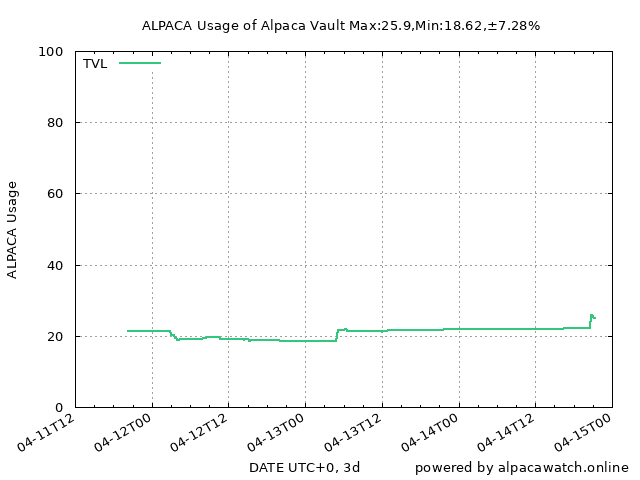 ALPACA Usage of Alpaca Vault Max:25.9,Min:18.62,±7.28%
TVL
100
80
60
40
20
0
ALPACA Usage
04-11T12
04-12T00
04-12T12
04-13T00
04-13T12
04-14T00
04-14T12
04-15T00
DATE UTC+0, 3d
powered by alpacawatch.online